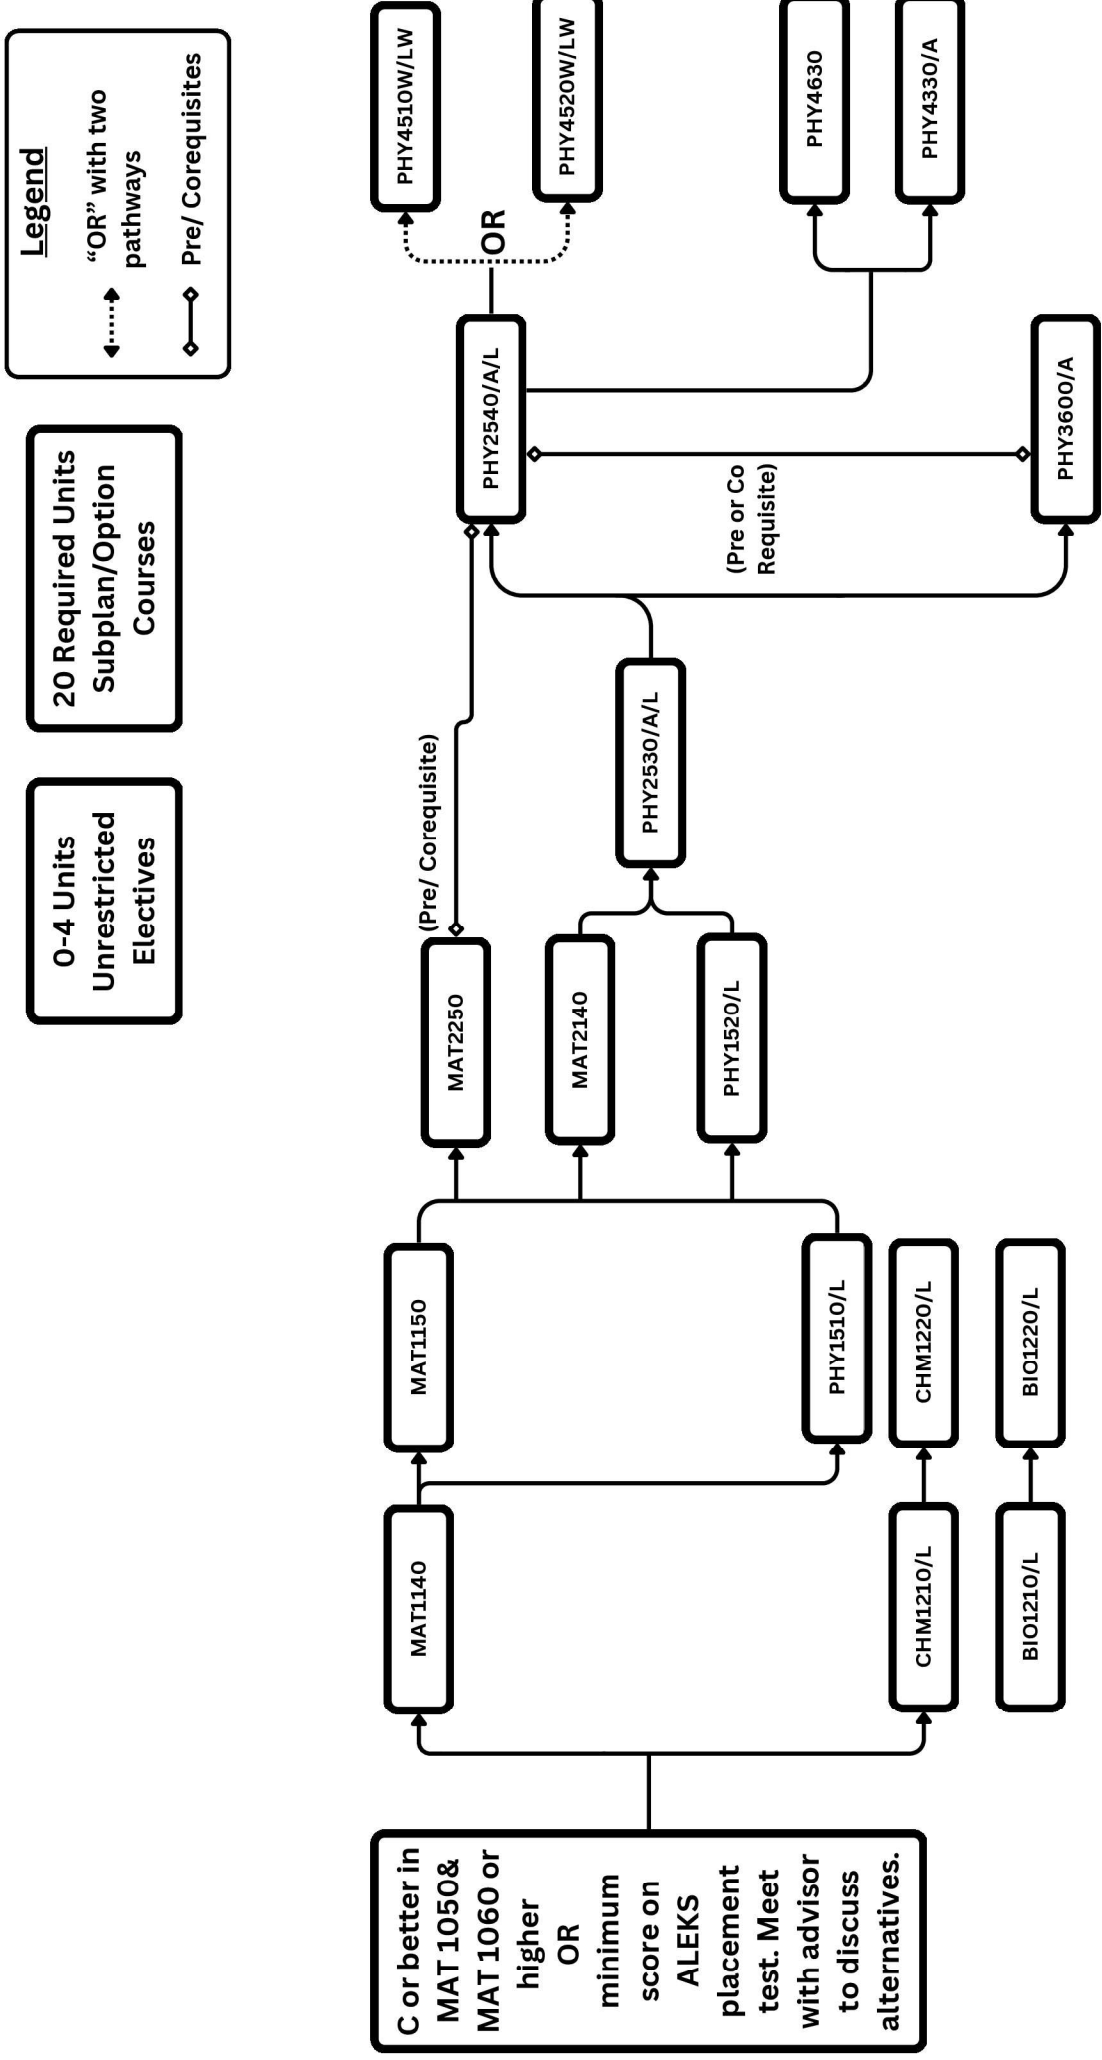 Legend
“OR” with two
pathways
Pre/ Corequisites
20 Required Units
Subplan/Option
Courses
0-4 Units
Unrestricted
Electives
C or better in
MAT 1050&
MAT 1060 or
higher
OR
minimum
score on
ALEKS
placement
test. Meet
with advisor
to discuss
alternatives.
MAT1140
CHM1210/L
BIO1210/L
MAT1150
PHY1510/L
CHM1220/L
BIO1220/L
MAT2250
MAT2140
PHY1520/L
(Pre/ Corequisite)
PHY2530/A/L
PHY2540/A/L
(Pre or Co
Requisite)
PHY3600/A
OR
PHY4510W/LW
PHY4520W/LW
PHY4630
PHY4330/A